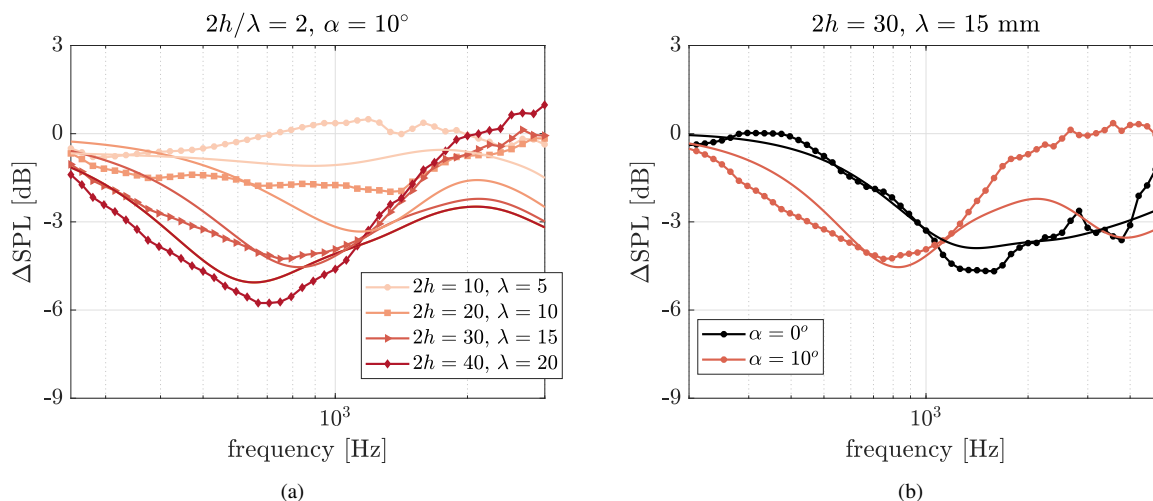 2h/λ = 2, α = 10°
3
0
-3
-6
-9
ΔSPL [dB]
2h = 10, λ = 5
2h = 20, λ = 10
2h = 30, λ = 15
2h = 40, λ = 20
10³
frequency [Hz]
(a)
2h = 30, λ = 15 mm
3
0
-3
-6
-9
ΔSPL [dB]
α = 0ᵒ
α = 10ᵒ
10³
frequency [Hz]
(b)